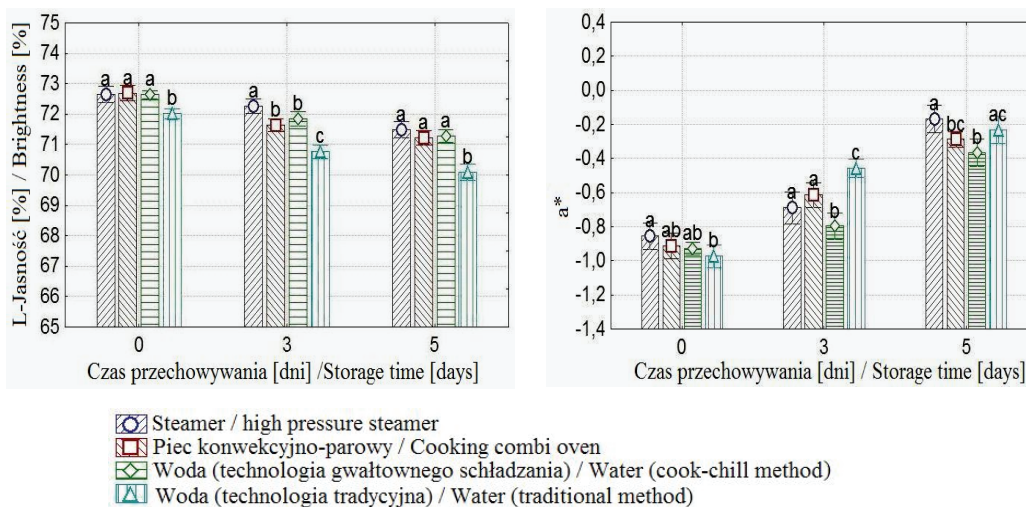 L-Jasność [%] / Brightness [%]
75
74
73
72
71
70
69
68
67
66
65
a a a b
a b b c
a a a b
0 3 5
Czas przechowywania [dni] /Storage time [days]
a*
0,4
0,2
0,0
-0,2
-0,4
-0,6
-0,8
-1,0
-1,2
-1,4
a ab ab b
a a b c
a bc b ac
0 3 5
Czas przechowywania [dni] / Storage time [days]
Steamer / high pressure steamer
Piec konwekcyjno-parowy / Cooking combi oven
Woda (technologia gwałtownego schładzania) / Water (cook-chill method)
Woda (technologia tradycyjna) / Water (traditional method)